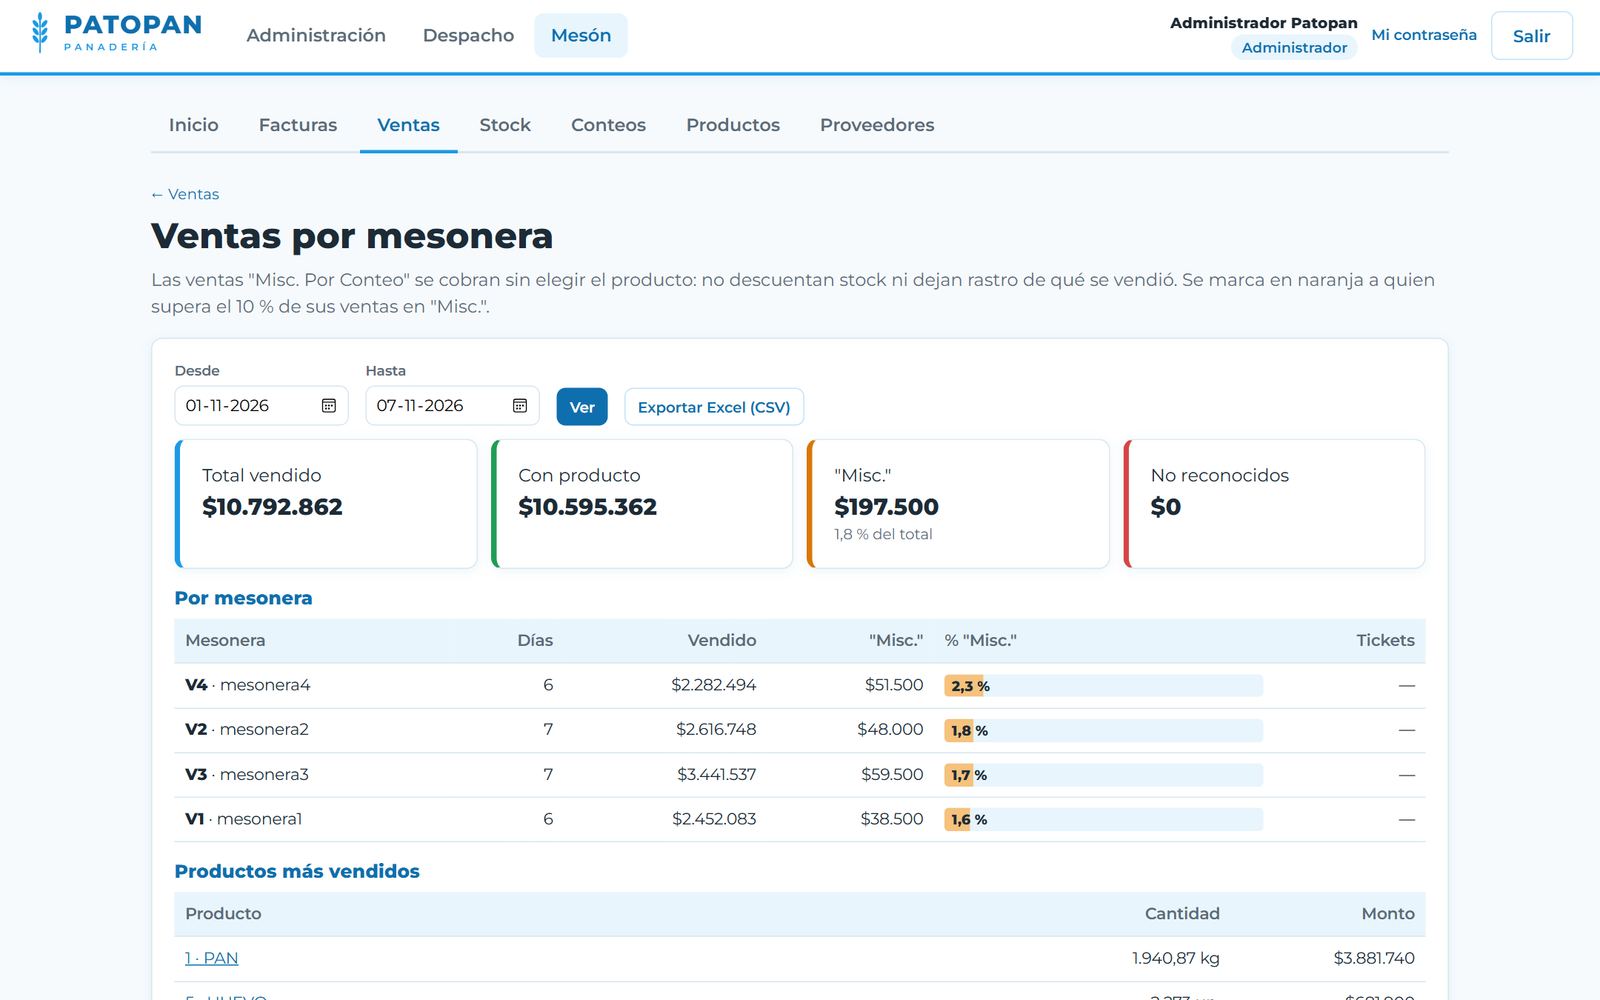 PATOPAN
PANADERÍA
Administración Despacho Mesón
Administrador Patopan
Administrador
Mi contraseña
Salir
Inicio Facturas Ventas Stock Conteos Productos Proveedores
← Ventas
Ventas por mesonera
Las ventas "Misc. Por Conteo" se cobran sin elegir el producto: no descuentan stock ni dejan rastro de qué se vendió. Se marca en naranja a quien
supera el 10 % de sus ventas en "Misc.".
Desde Hasta
01-11-2026 07-11-2026 Ver Exportar Excel (CSV)
Total vendido
$10.792.862
Con producto
$10.595.362
"Misc."
$197.500
1,8 % del total
No reconocidos
$0
Por mesonera
Mesonera Días Vendido "Misc." % "Misc." Tickets
V4 · mesonera4 6 $2.282.494 $51.500 2,3 % —
V2 · mesonera2 7 $2.616.748 $48.000 1,8 % —
V3 · mesonera3 7 $3.441.537 $59.500 1,7 % —
V1 · mesonera1 6 $2.452.083 $38.500 1,6 % —
Productos más vendidos
Producto Cantidad Monto
1 · PAN 1.940,87 kg $3.881.740